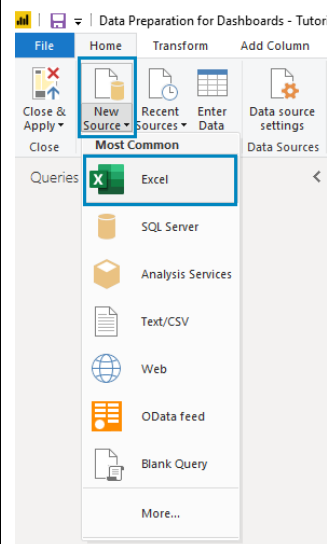 Data Preparation for Dashboards - Tutori
File Home Transform Add Column
Close & Apply
New Source
Recent Sources
Enter Data
Data source settings
Close
Data Sources
Most Common
Queries
Excel
SQL Server
Analysis Services
Text/CSV
Web
OData feed
Blank Query
More...